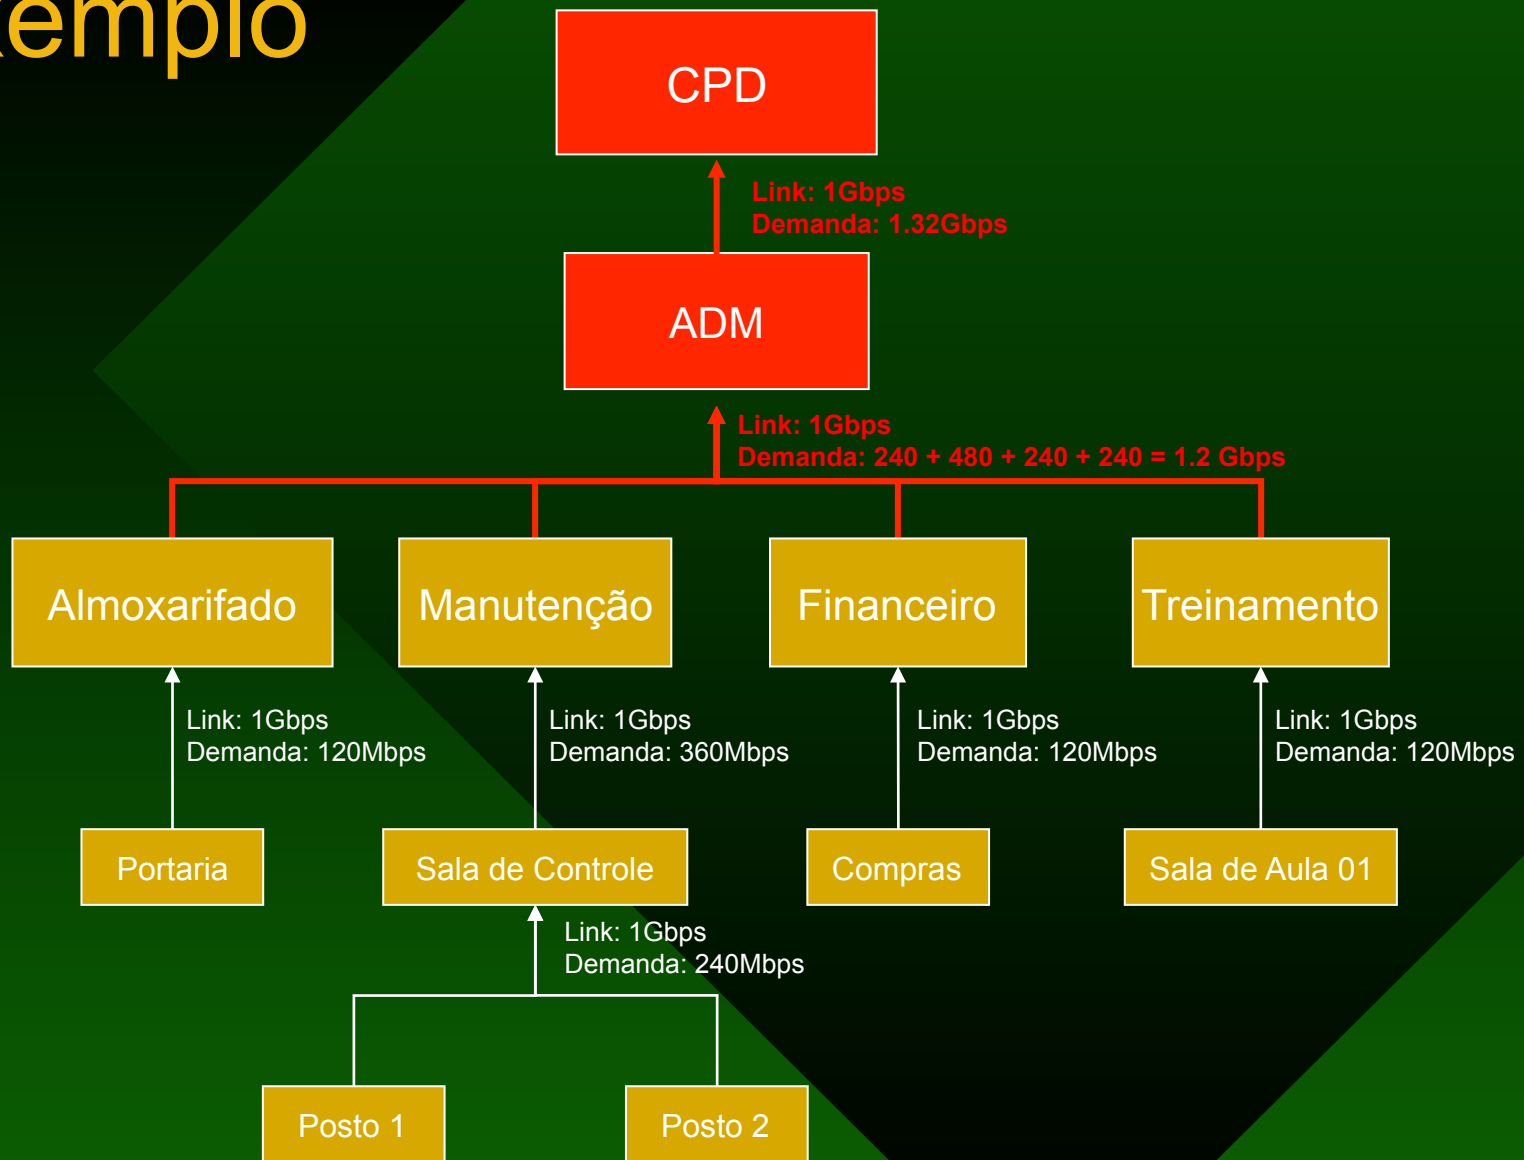 xemplo
CPD
Link: 1Gbps
Demanda: 1.32Gbps
ADM
Link: 1Gbps
Demanda: 240 + 480 + 240 + 240 = 1.2 Gbps
Almoxarifado
Manutenção
Financeiro
Treinamento
Link: 1Gbps
Demanda: 120Mbps
Link: 1Gbps
Demanda: 360Mbps
Link: 1Gbps
Demanda: 120Mbps
Link: 1Gbps
Demanda: 120Mbps
Portaria
Sala de Controle
Compras
Sala de Aula 01
Link: 1Gbps
Demanda: 240Mbps
Posto 1
Posto 2